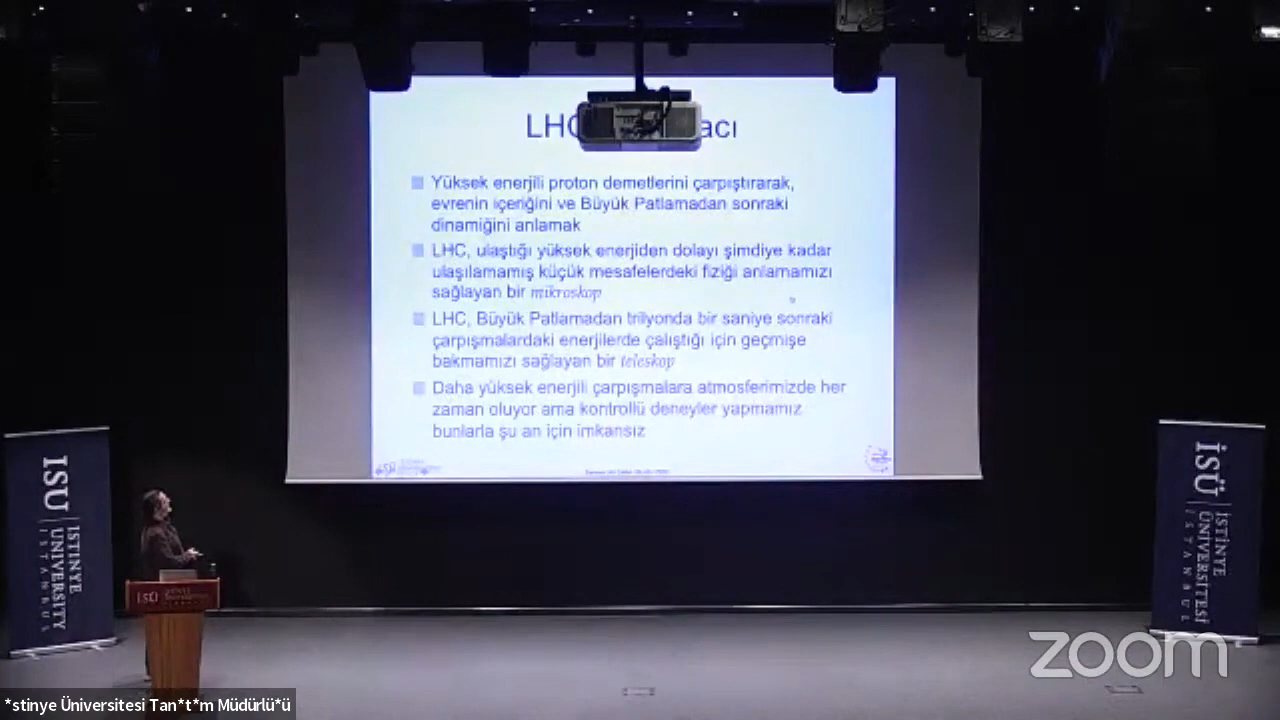 LHC
acı
Yüksek enerjili proton demetlerini çarpıştırarak,
evrenin içeriğini ve Büyük Patlamadan sonraki
dinamiğini anlamak
LHC, ulaştığı yüksek enerjiden dolayı şimdiye kadar
ulaşılamamış küçük mesafelerdeki fiziği anlamamızı
sağlayan bir mikroskop
LHC, Büyük Patlamadan trilyonda bir saniye sonraki
çarpışmalardaki enerjilerde çalıştığı için geçmişe
bakmamızı sağlayan bir teleskop
Daha yüksek enerjili çarpışmalara atmosferimizde her
zaman oluyor ama kontrollü deneyler yapmamız
bunlarla şu an için imkansız
ISU
ISTINYE
UNIVERSITY
ISTANBUL
İSÜ
İSÜ
İSTİNYE
ÜNİVERSİTESİ
İSTANBUL
zoom
*stinye Üniversitesi Tan*t*m Müdürlü*ü